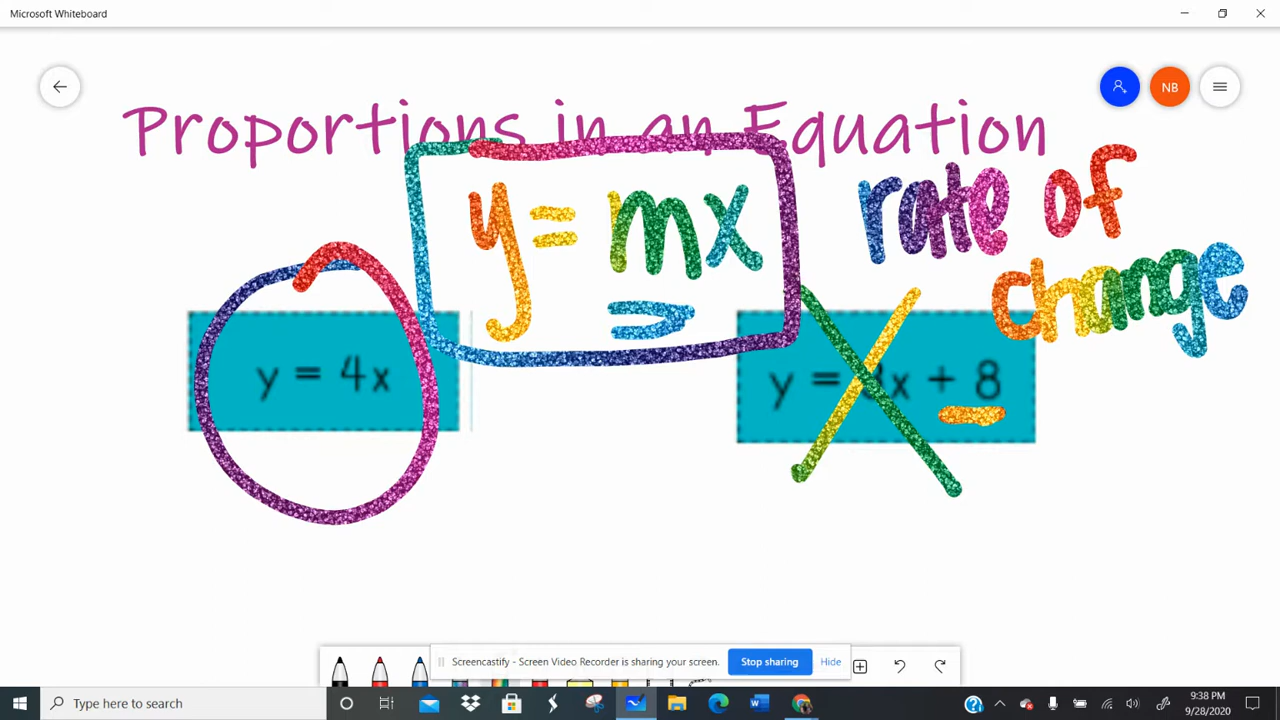 Microsoft Whiteboard
NB
Proportions in an Equation
y = mx
rate of
change
y = 4x
y = x + 8
Screencastify - Screen Video Recorder is sharing your screen.
Stop sharing
Hide
Type here to search
9:38 PM
9/28/2020